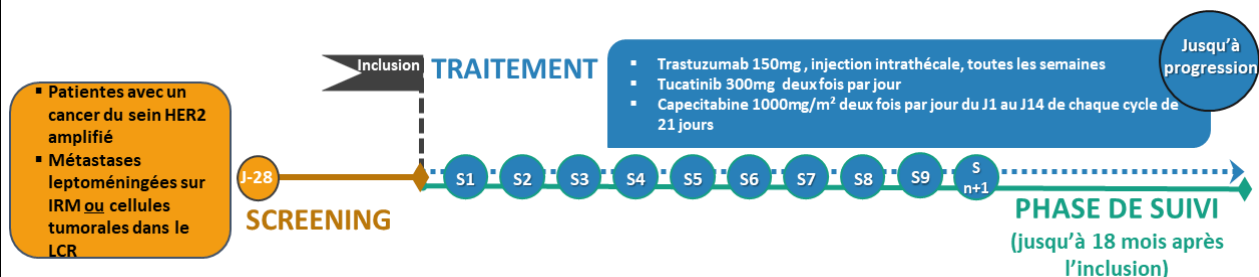 Inclusion
TRAITEMENT
▪ Trastuzumab 150mg , injection intrathécale, toutes les semaines
▪ Tucatinib 300mg deux fois par jour
▪ Capecitabine 1000mg/m² deux fois par jour du J1 au J14 de chaque cycle de
21 jours
Jusqu'à
progression
▪ Patientes avec un
cancer du sein HER2
amplifié
▪ Métastases
leptoméningées sur
IRM ou cellules
tumorales dans le
LCR
J-28
SCREENING
S1
S2
S3
S4
S5
S6
S7
S8
S9
S
n+1
PHASE DE SUIVI
(jusqu'à 18 mois après
l'inclusion)